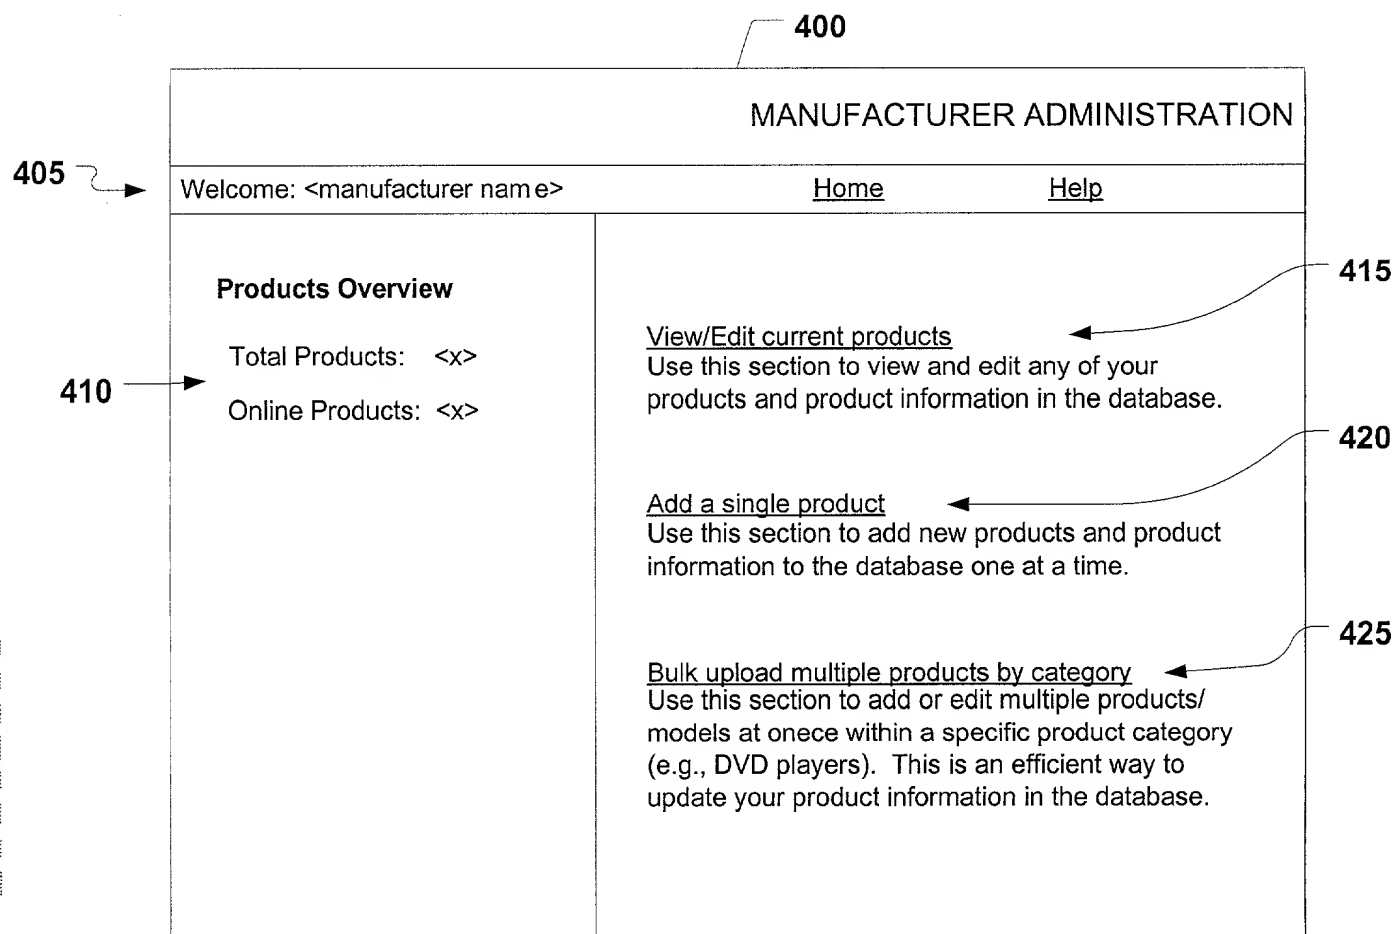 400
MANUFACTURER ADMINISTRATION
405
Welcome: <manufacturer name> Home Help
415
Products Overview
View/Edit current products
Total Products: <x>
Use this section to view and edit any of your
410
products and product information in the database.
Online Products: <x>
420
Add a single product
Use this section to add new products and product
information to the database one at a time.
425
Bulk upload multiple products by category
Use this section to add or edit multiple products/
models at onece within a specific product category
(e.g., DVD players). This is an efficient way to
update your product information in the database.